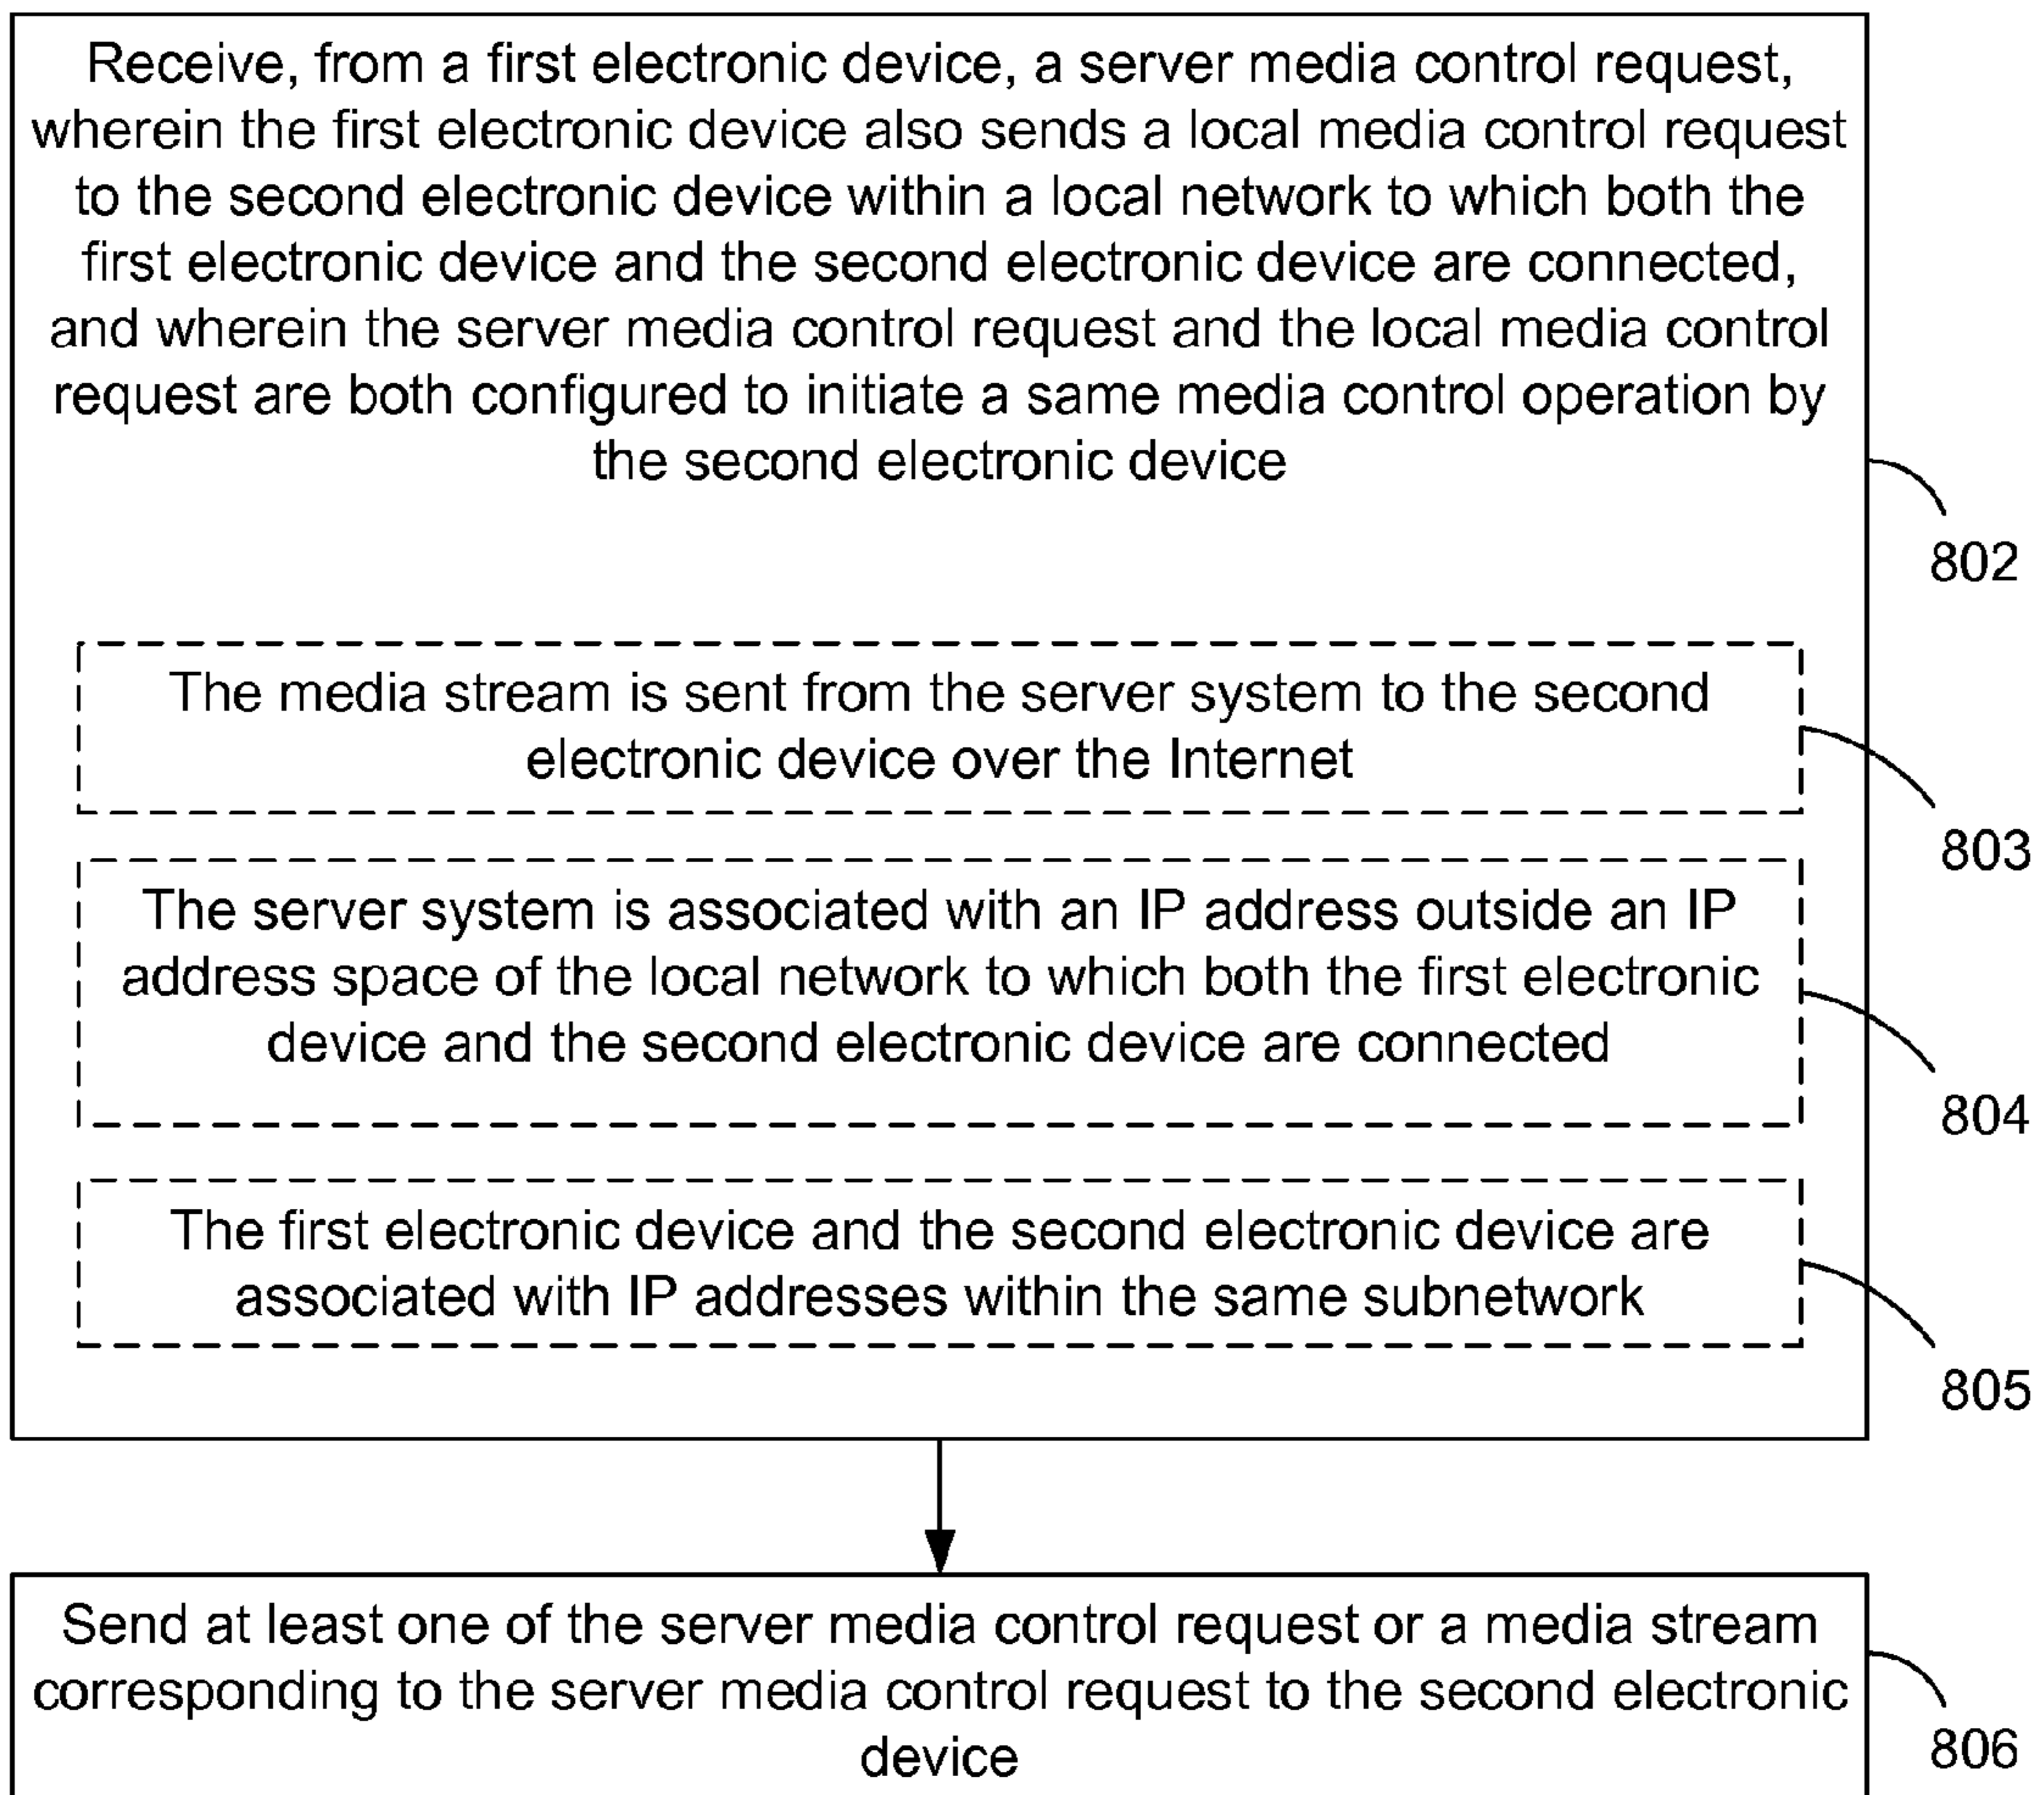 Receive, from a first electronic device, a server media control request,
wherein the first electronic device also sends a local media control request
to the second electronic device within a local network to which both the
first electronic device and the second electronic device are connected,
and wherein the server media control request and the local media control
request are both configured to initiate a same media control operation by
the second electronic device
802
The media stream is sent from the server system to the second
electronic device over the Internet
803
The server system is associated with an IP address outside an IP
address space of the local network to which both the first electronic
device and the second electronic device are connected
804
The first electronic device and the second electronic device are
associated with IP addresses within the same subnetwork
805
Send at least one of the server media control request or a media stream
corresponding to the server media control request to the second electronic
device
806